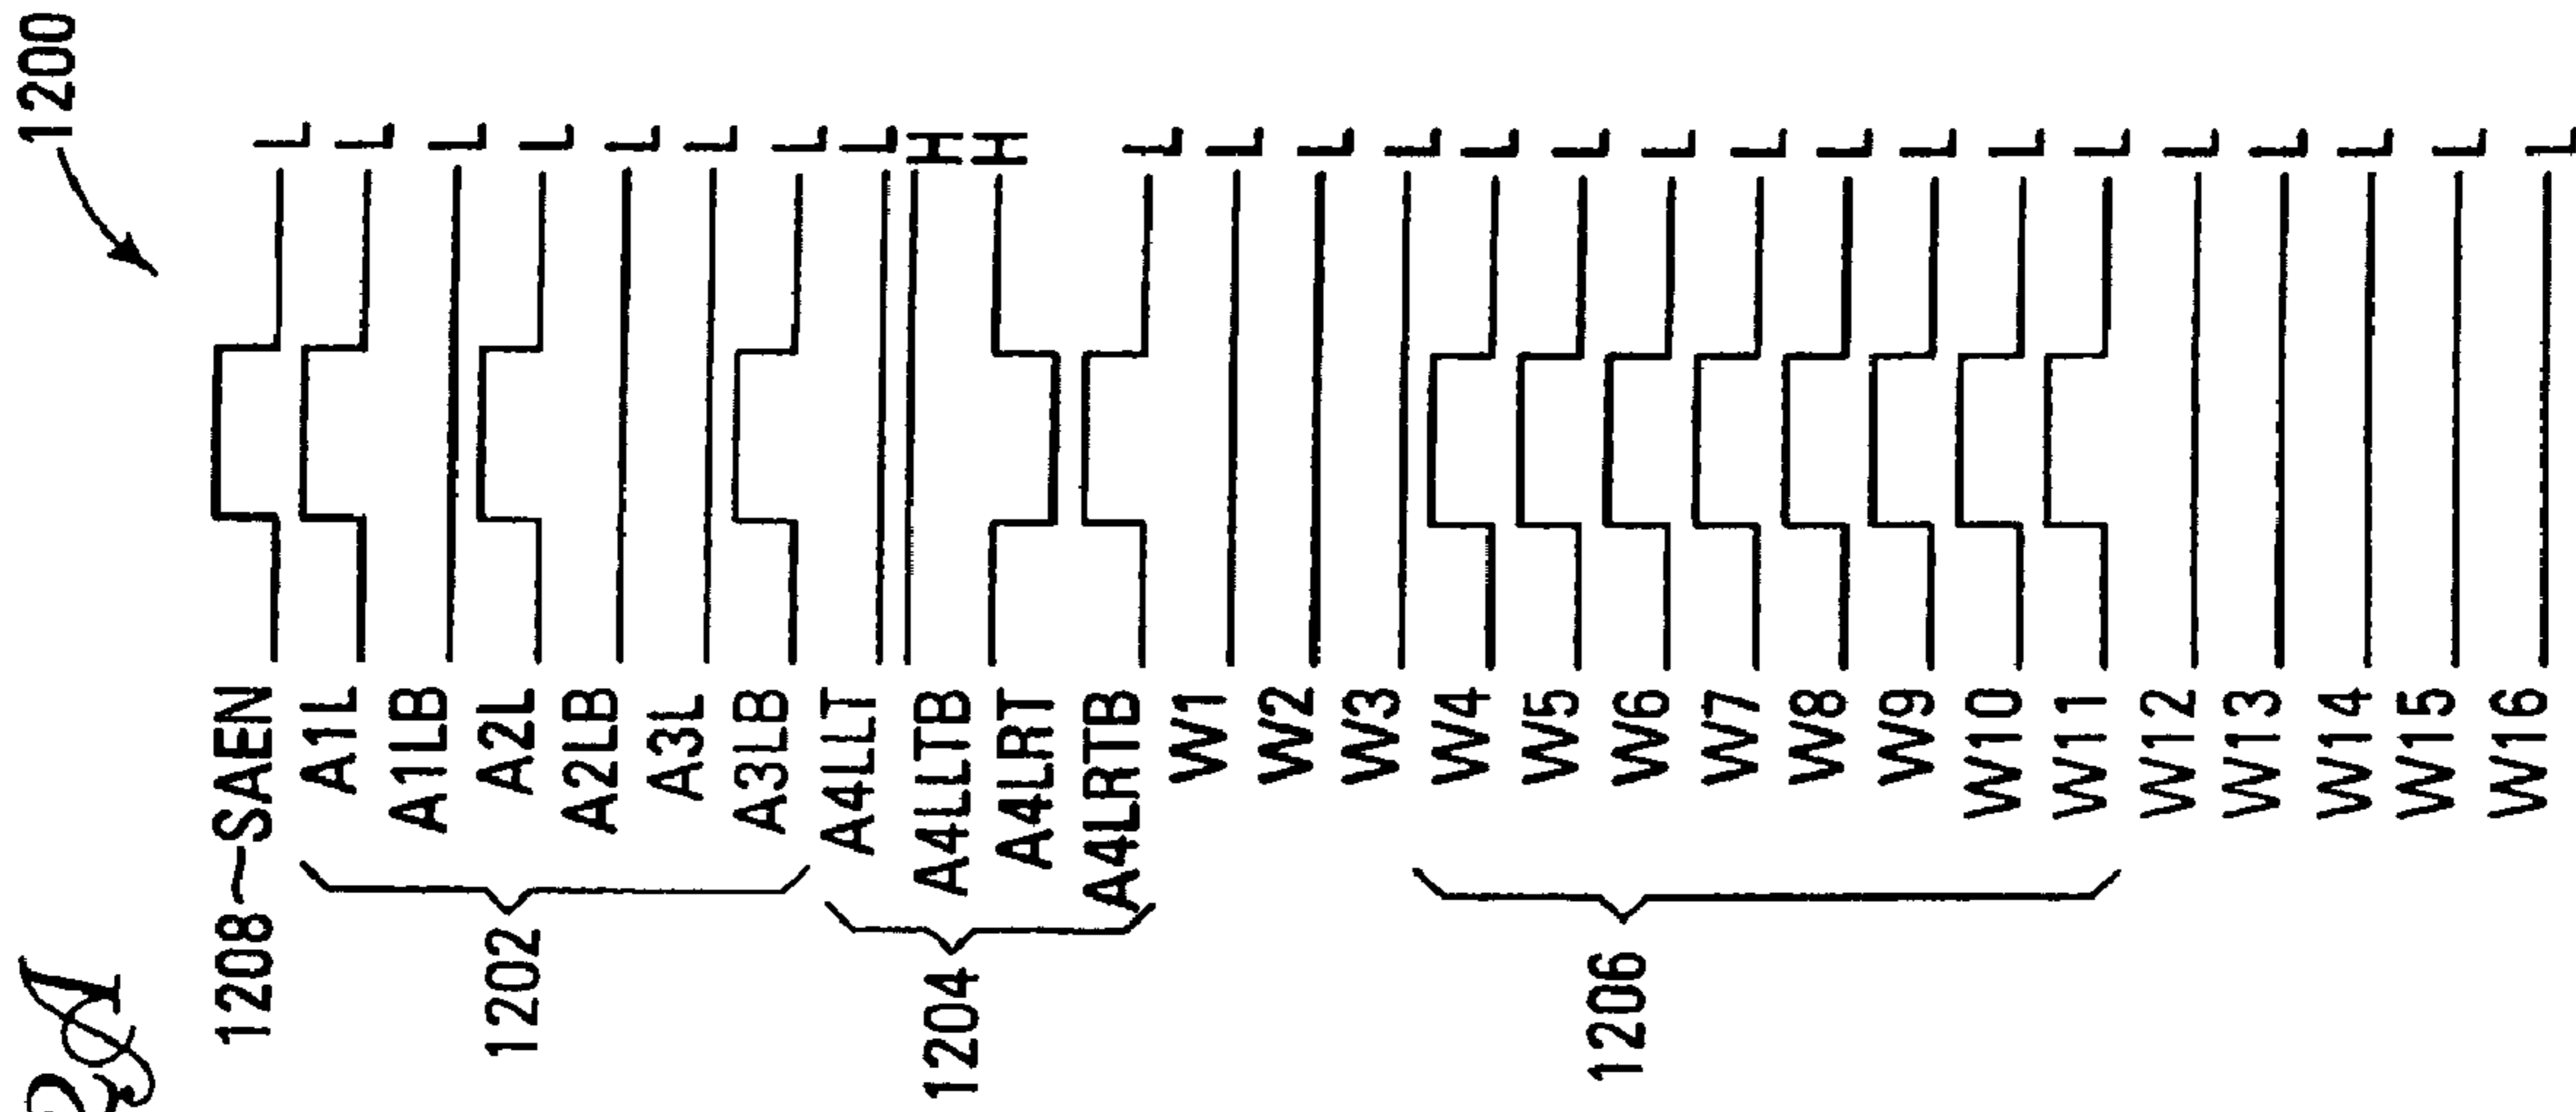 2A
1200
1208 SAEN L
A1L L
A1LB L
1202 A2L L
A2LB L
A3L L
A3LB L
A4LLT L
1204 A4LLTB H
A4LRT H
A4LRTB L
W1 L
W2 L
W3 L
W4 L
W5 L
1206 W6 L
W7 L
W8 L
W9 L
W10 L
W11 L
W12 L
W13 L
W14 L
W15 L
W16 L